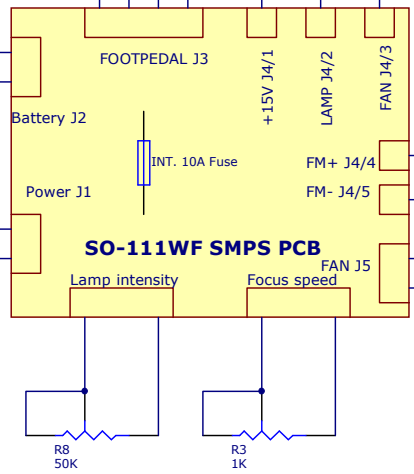 FOOTPEDAL J3
+15V J4/1
LAMP J4/2
FAN J4/3
Battery J2
INT. 10A Fuse
FM+ J4/4
Power J1
FM- J4/5
SO-111WF SMPS PCB
FAN J5
Lamp intensity
Focus speed
R8
50K
R3
1K